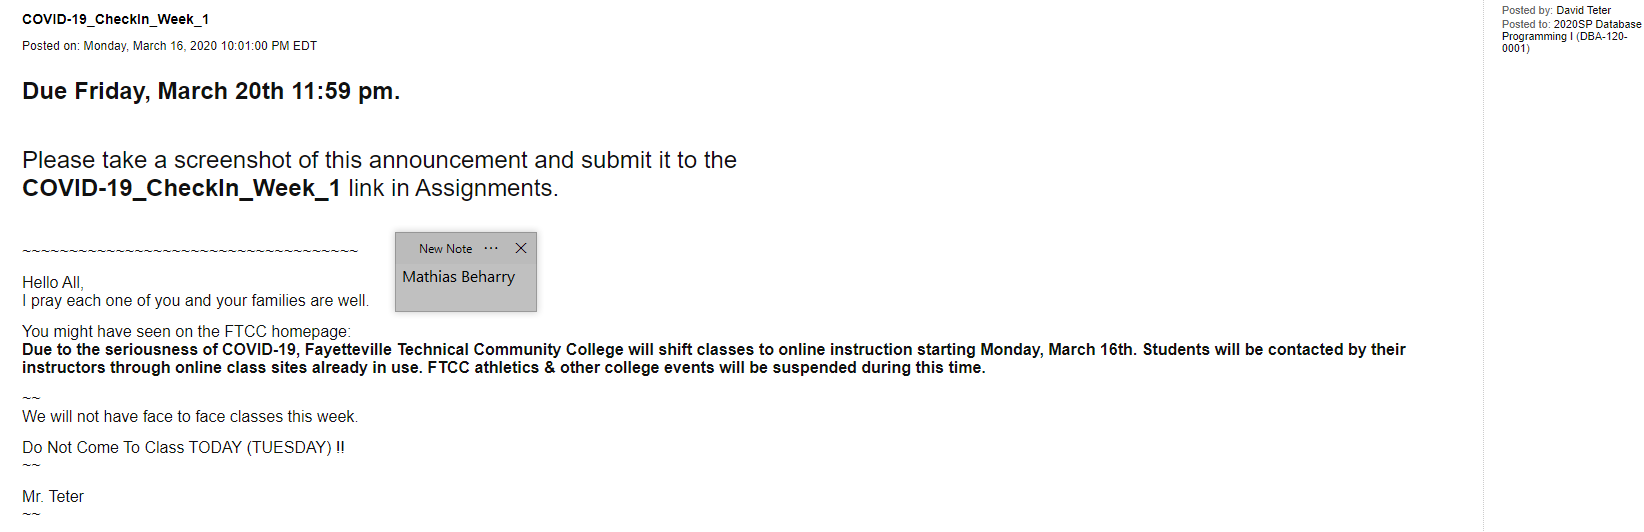 COVID-19_CheckIn_Week_1
Posted on: Monday, March 16, 2020 10:01:00 PM EDT
Due Friday, March 20th 11:59 pm.
Please take a screenshot of this announcement and submit it to the
COVID-19_CheckIn_Week_1 link in Assignments.
~~~~~~~~~~~~~~~~~~~~~~~~~~~~~~~~~~~~
Hello All,
I pray each one of you and your families are well.
New Note ··· ×
Mathias Beharry
You might have seen on the FTCC homepage:
Due to the seriousness of COVID-19, Fayetteville Technical Community College will shift classes to online instruction starting Monday, March 16th. Students will be contacted by their
instructors through online class sites already in use. FTCC athletics & other college events will be suspended during this time.
~~
We will not have face to face classes this week.
Do Not Come To Class TODAY (TUESDAY) !!
~~
Mr. Teter
~~
Posted by: David Teter
Posted to: 2020SP Database
Programming I (DBA-120-
0001)